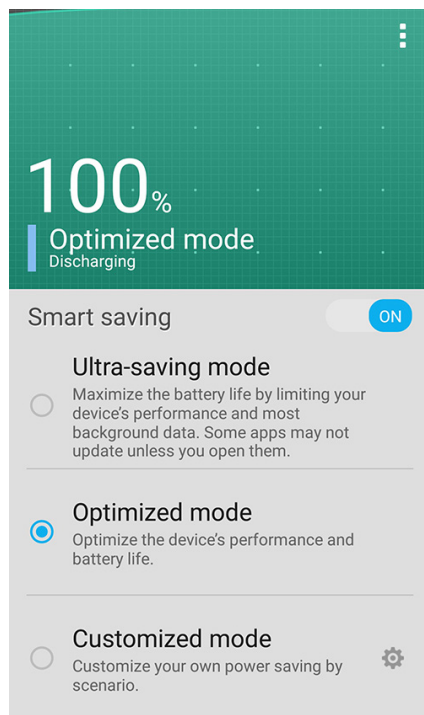 100%
Optimized mode
Discharging
Smart saving
ON
Ultra-saving mode
Maximize the battery life by limiting your
device's performance and most
background data. Some apps may not
update unless you open them.
Optimized mode
Optimize the device's performance and
battery life.
Customized mode
Customize your own power saving by
scenario.